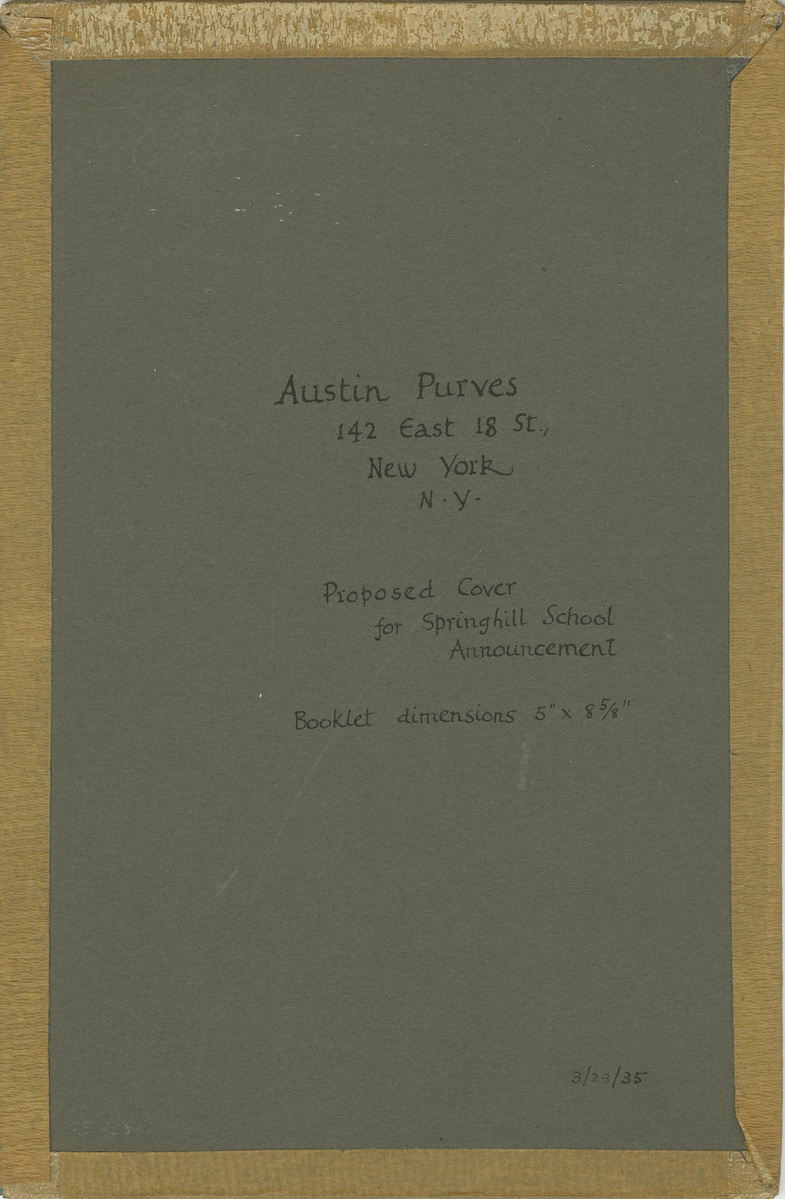 Austin Purves
142 East 18 St.,
New York
N. Y.
Proposed Cover
for Springhill School
Announcement
Booklet dimensions 5" x 8 5/8"
3/23/35